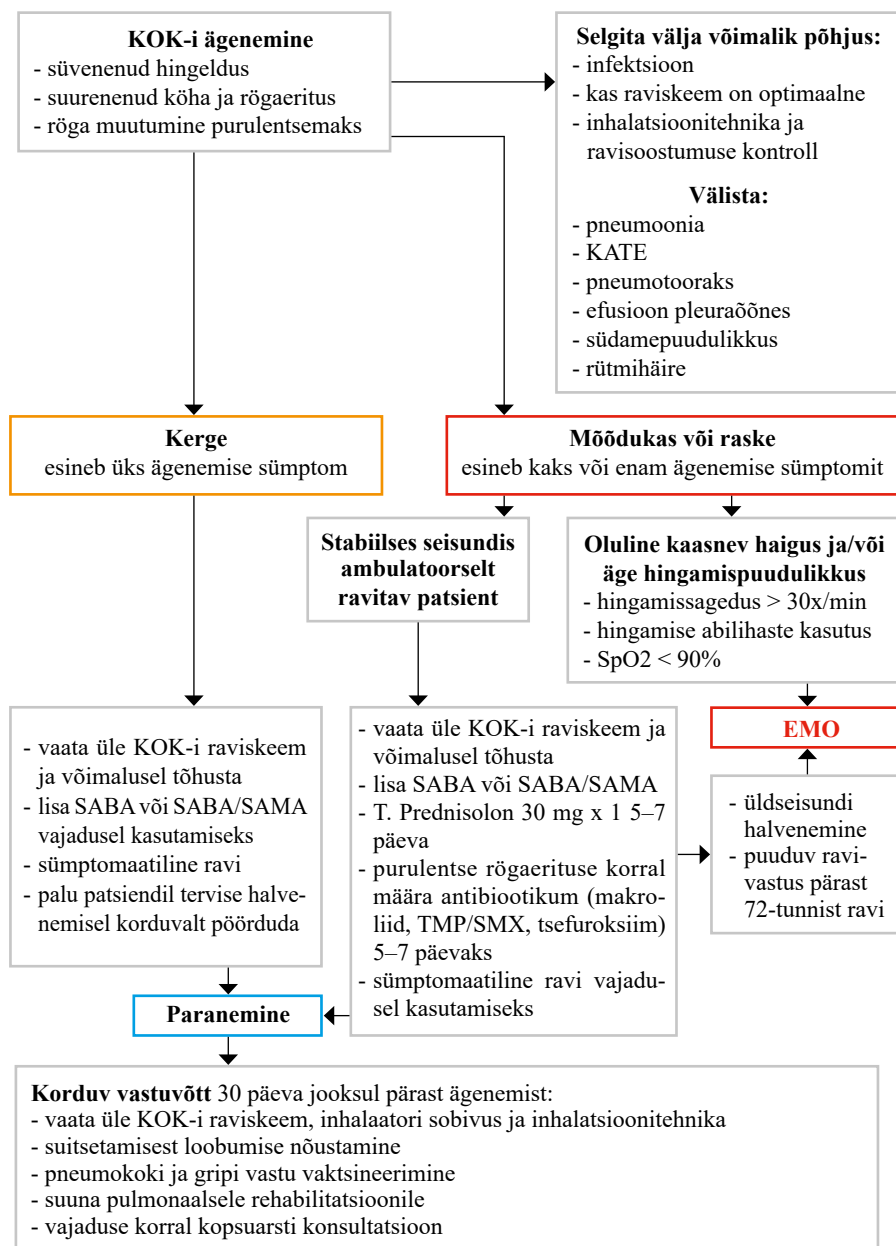 KOK-i ägenemine
- süvenenud hingeldus
- suurenenud köha ja rögaeritus
- röga muutumine purulentsemaks
Selgita välja võimalik põhjus:
- infektsioon
- kas raviskeem on optimaalne
- inhalatsioonitehnika ja
ravisoostumuse kontroll
Välista:
- pneumoonia
- KATE
- pneumotooraks
- efusioon pleuraõõnes
- südamepuudulikkus
- rütmihäire
Kerge
esineb üks ägenemise sümptom
Mõõdukas või raske
esineb kaks või enam ägenemise sümptomit
Stabiilses seisundis
ambulatoorselt
ravitav patsient
Oluline kaasnev haigus ja/või
äge hingamispuudulikkus
- hingamissagedus > 30x/min
- hingamise abilihaste kasutus
- SpO2 < 90%
- vaata üle KOK-i raviskeem
ja võimalusel tõhusta
- lisa SABA või SABA/SAMA
vajadusel kasutamiseks
- sümptomaatiline ravi
- palu patsiendil tervise halve-
nemisel korduvalt pöörduda
- vaata üle KOK-i raviskeem ja
võimalusel tõhusta
- lisa SABA või SABA/SAMA
- T. Prednisolon 30 mg x 1 5–7
päeva
- purulentse rögaerituse korral
määra antibiootikum (makro-
liid, TMP/SMX, tsefuroksiim)
5–7 päevaks
- sümptomaatiline ravi vajadu-
sel kasutamiseks
EMO
- üldseisundi
halvenemine
- puuduv ravi-
vastus pärast
72-tunnist ravi
Paranemine
Korduv vastuvõtt 30 päeva jooksul pärast ägenemist:
- vaata üle KOK-i raviskeem, inhalaatori sobivus ja inhalatsioonitehnika
- suitsetamisest loobumise nõustamine
- pneumokoki ja gripi vastu vaktsineerimine
- suuna pulmonaalsele rehabilitatsioonile
- vajaduse korral kopsuarsti konsultatsioon